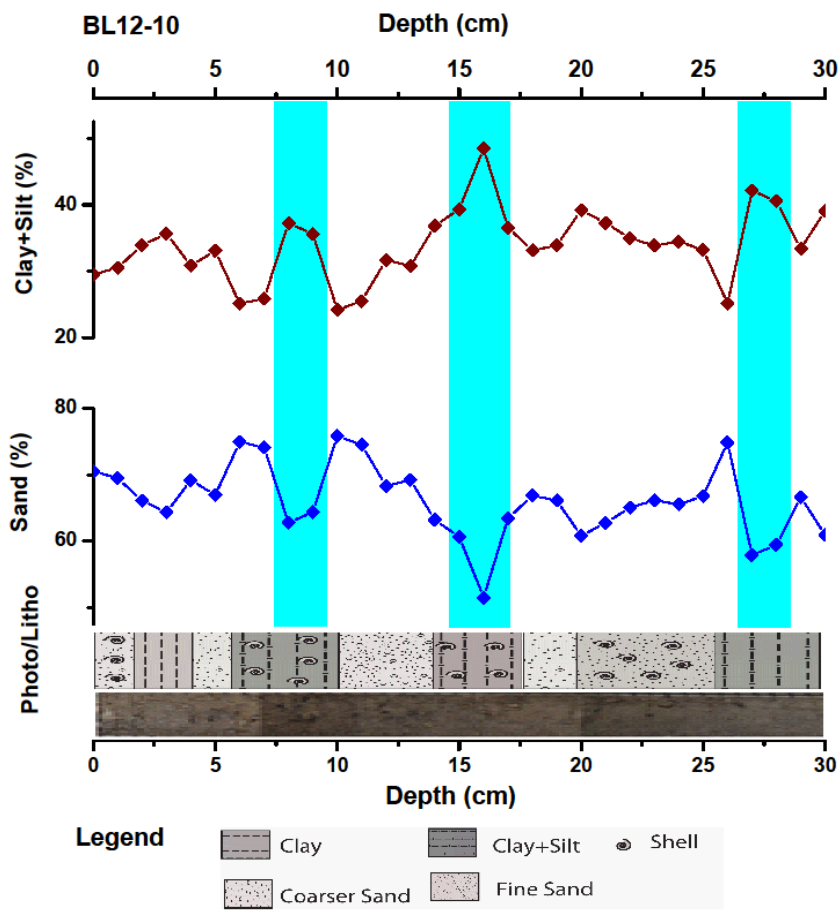 BL12-10
Depth (cm)
0 5 10 15 20 25 30
Clay+Silt (%)
40
20
Sand (%)
80
60
Photo/Litho
0 5 10 15 20 25 30
Depth (cm)
Legend
Clay
Clay+Silt
Shell
Coarser Sand
Fine Sand